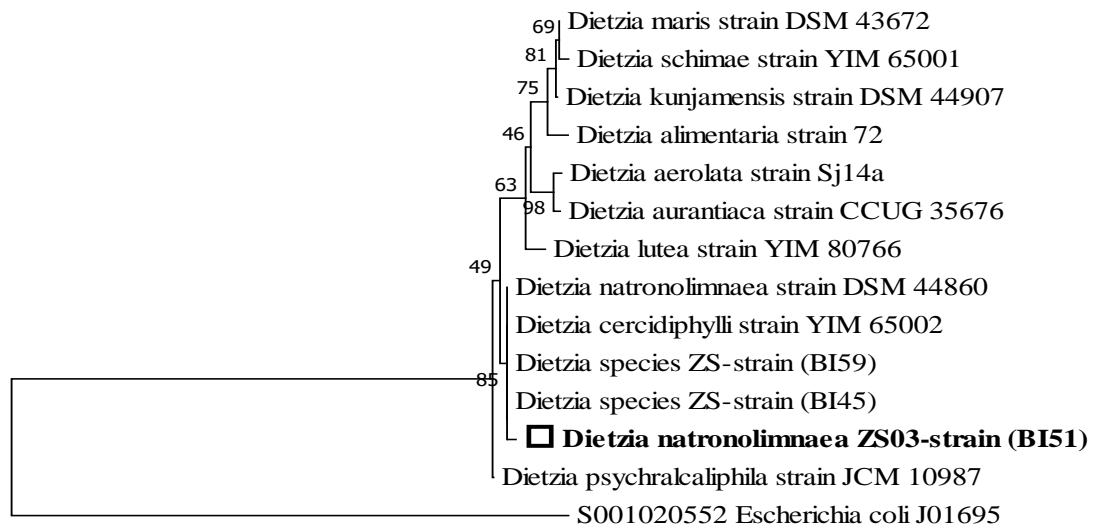 69
Dietzia maris strain DSM 43672
81
Dietzia schimae strain YIM 65001
75
Dietzia kunjamensis strain DSM 44907
46
Dietzia alimentaria strain 72
Dietzia aerolata strain Sj14a
63
98
Dietzia aurantiaca strain CCUG 35676
Dietzia lutea strain YIM 80766
49
Dietzia natronolimnaea strain DSM 44860
Dietzia cercidiphylli strain YIM 65002
Dietzia species ZS-strain (BI59)
85
Dietzia species ZS-strain (BI45)
Dietzia natronolimnaea ZS03-strain (BI51)
Dietzia psychralcaliphila strain JCM 10987
S001020552 Escherichia coli J01695